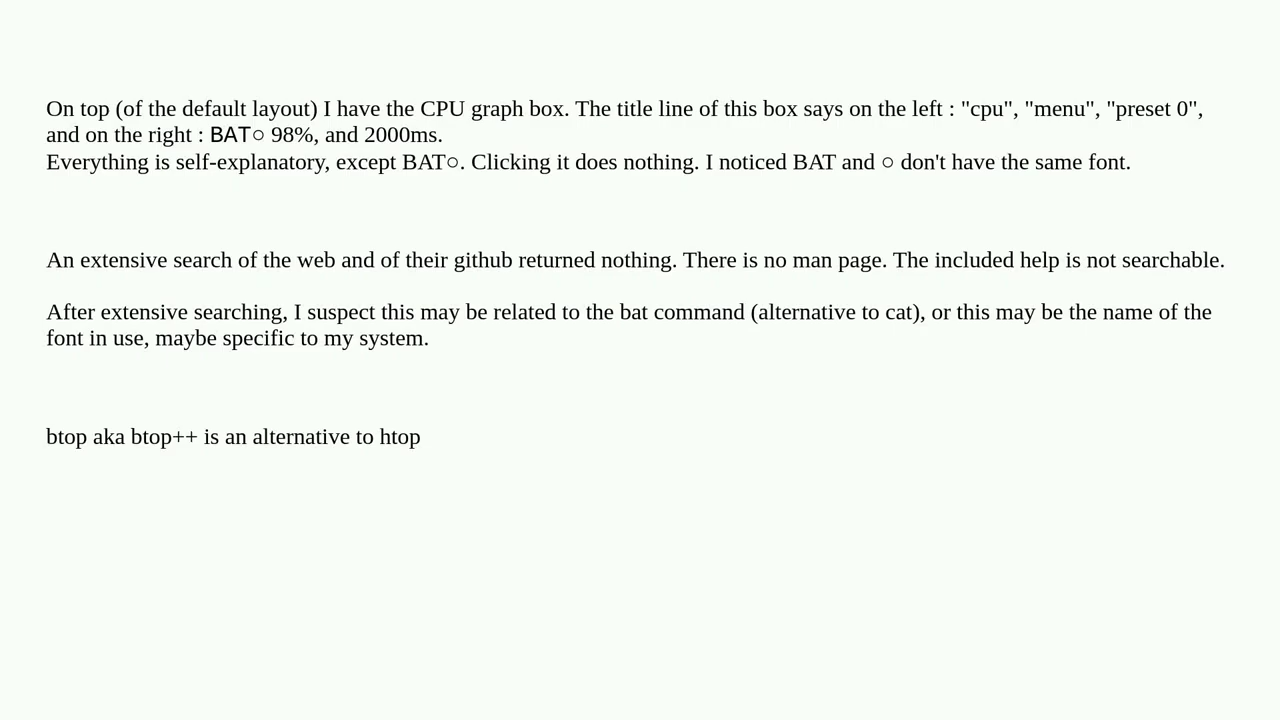 On top (of the default layout) I have the CPU graph box. The title line of this box says on the left : "cpu", "menu", "preset 0",
and on the right : BAT○ 98%, and 2000ms.
Everything is self-explanatory, except BAT○. Clicking it does nothing. I noticed BAT and ○ don't have the same font.
An extensive search of the web and of their github returned nothing. There is no man page. The included help is not searchable.
After extensive searching, I suspect this may be related to the bat command (alternative to cat), or this may be the name of the
font in use, maybe specific to my system.
btop aka btop++ is an alternative to htop